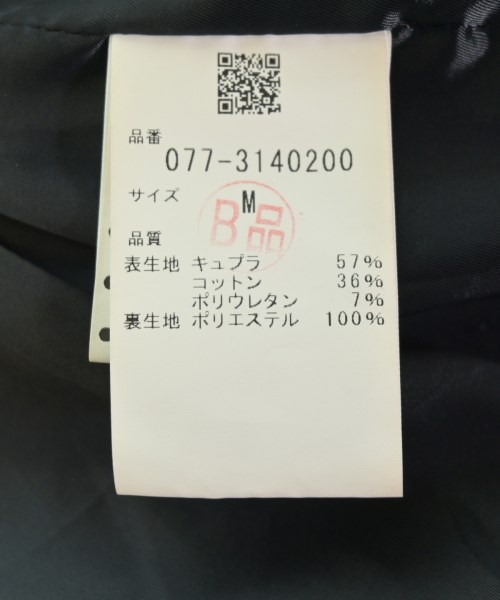 品番
077-3140200
サイズ M
B品
品質
表生地 キュプラ 57%
コットン 36%
ポリウレタン 7%
裏生地 ポリエステル 100%